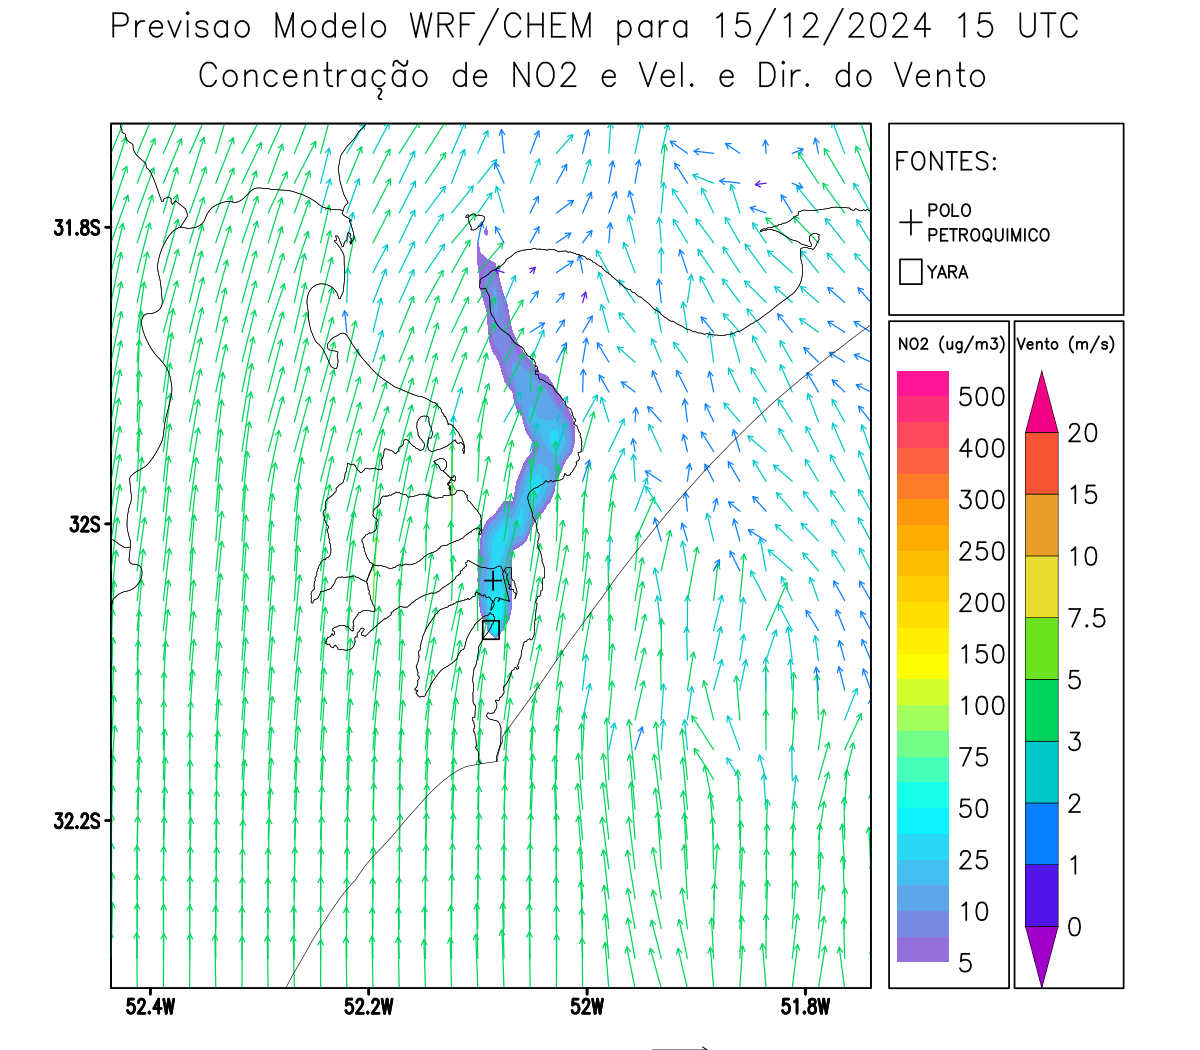 Previsao Modelo WRF/CHEM para 15/12/2024 15 UTC
Concentração de NO2 e Vel. e Dir. do Vento
FONTES:
POLO
PETROQUIMICO
YARA
NO2 (ug/m3)
500
400
300
250
200
150
100
75
50
25
10
5
Vento (m/s)
20
15
10
7.5
5
3
2
1
0
31.8S
32S
32.2S
52.4W
52.2W
52W
51.8W